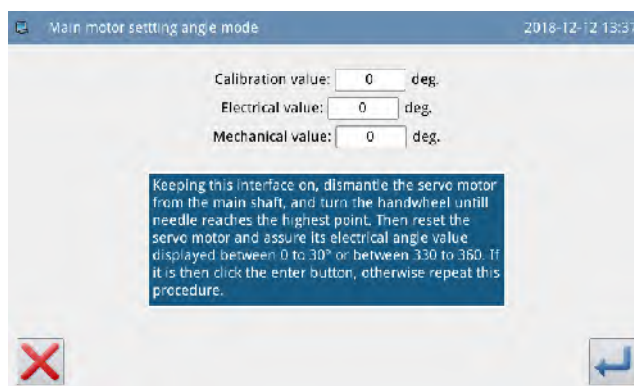 Main motor settting angle mode 2018-12-12 13:37
Calibration value: 0 deg.
Electrical value: 0 deg.
Mechanical value: 0 deg.
Keeping this interface on, dismantle the servo motor
from the main shaft, and turn the handwheel untill
needle reaches the highest point. Then reset the
servo motor and assure its electrical angle value
displayed between 0 to 30° or between 330 to 360. If
it is then click the enter button, otherwise repeat this
procedure.